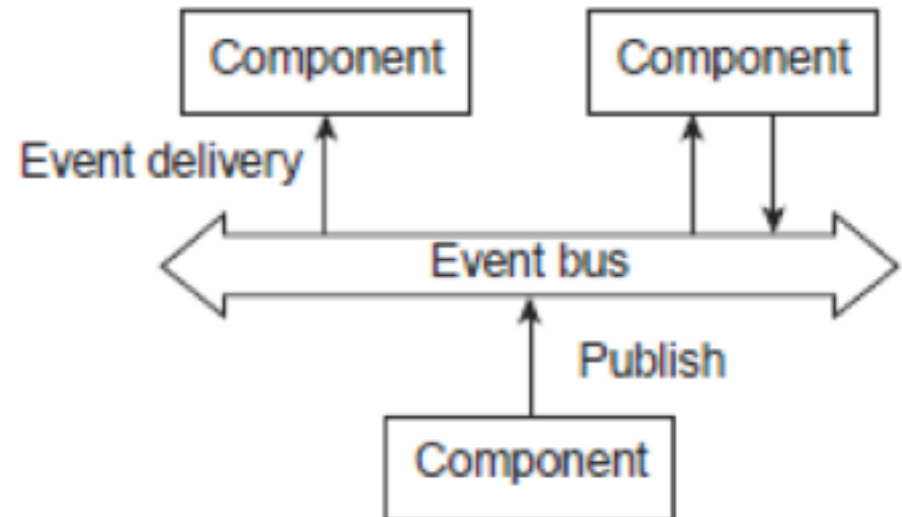 Component
Component
Event delivery
Event bus
Publish
Component